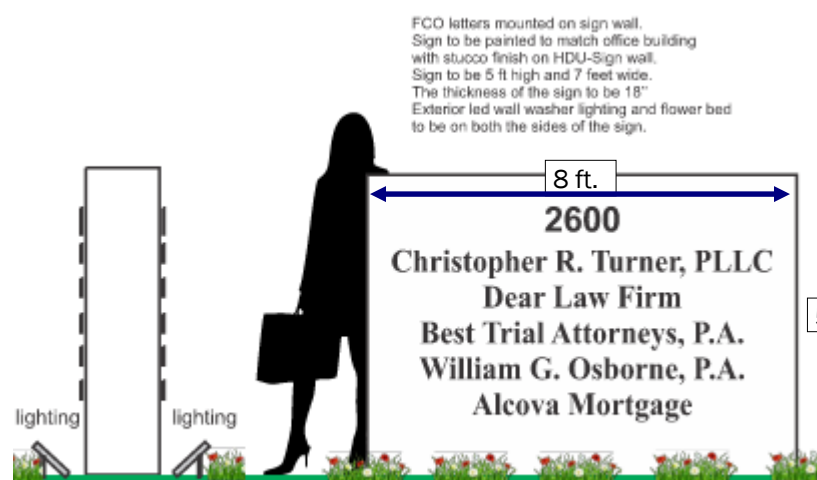 FCO letters mounted on sign wall.
Sign to be painted to match office building
with stucco finish on HDU-Sign wall.
Sign to be 5 ft high and 7 feet wide.
The thickness of the sign to be 18"
Exterior led wall washer lighting and flower bed
to be on both the sides of the sign.
8 ft.
2600
Christopher R. Turner, PLLC
Dear Law Firm
Best Trial Attorneys, P.A.
William G. Osborne, P.A.
Alcova Mortgage
lighting
lighting